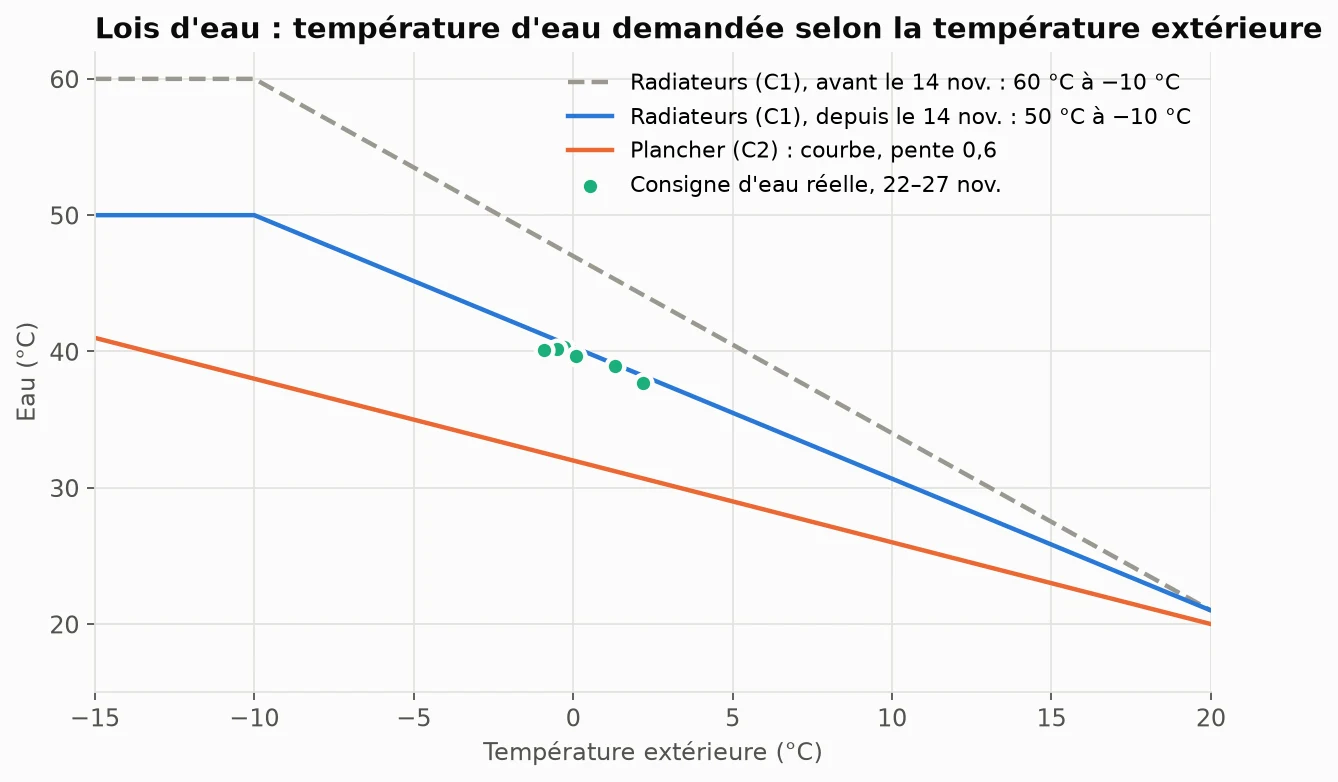 Lois d'eau : température d'eau demandée selon la température extérieure
Radiateurs (C1), avant le 14 nov. : 60 °C à −10 °C
Radiateurs (C1), depuis le 14 nov. : 50 °C à −10 °C
Plancher (C2) : courbe, pente 0,6
Consigne d'eau réelle, 22–27 nov.
Eau (°C)
60
50
40
30
20
−15
−10
−5
0
5
10
15
20
Température extérieure (°C)